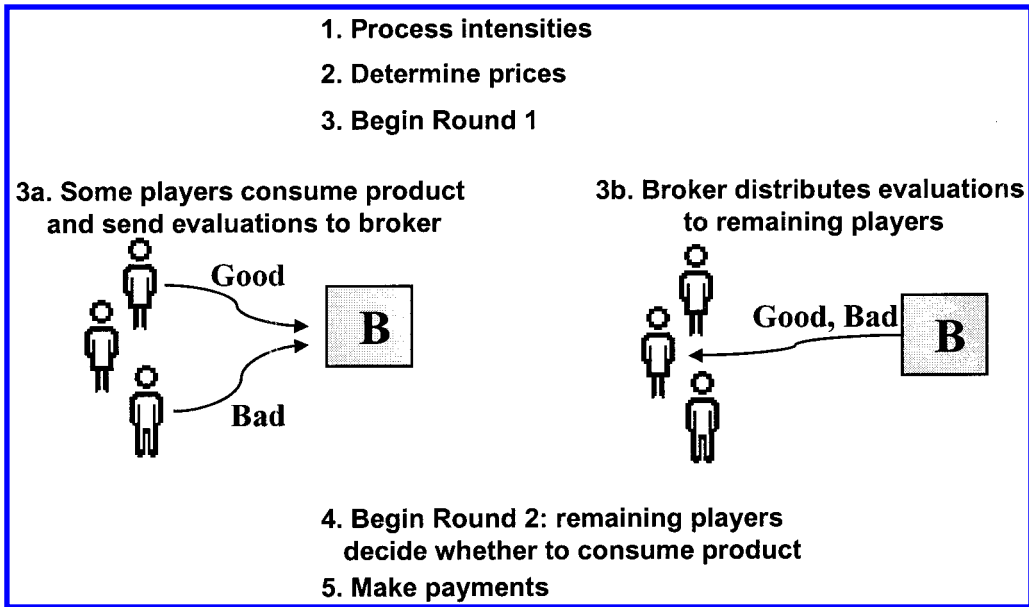 1. Process intensities
2. Determine prices
3. Begin Round 1
3a. Some players consume product
and send evaluations to broker
Good
B
Bad
3b. Broker distributes evaluations
to remaining players
Good, Bad
B
4. Begin Round 2: remaining players
decide whether to consume product
5. Make payments